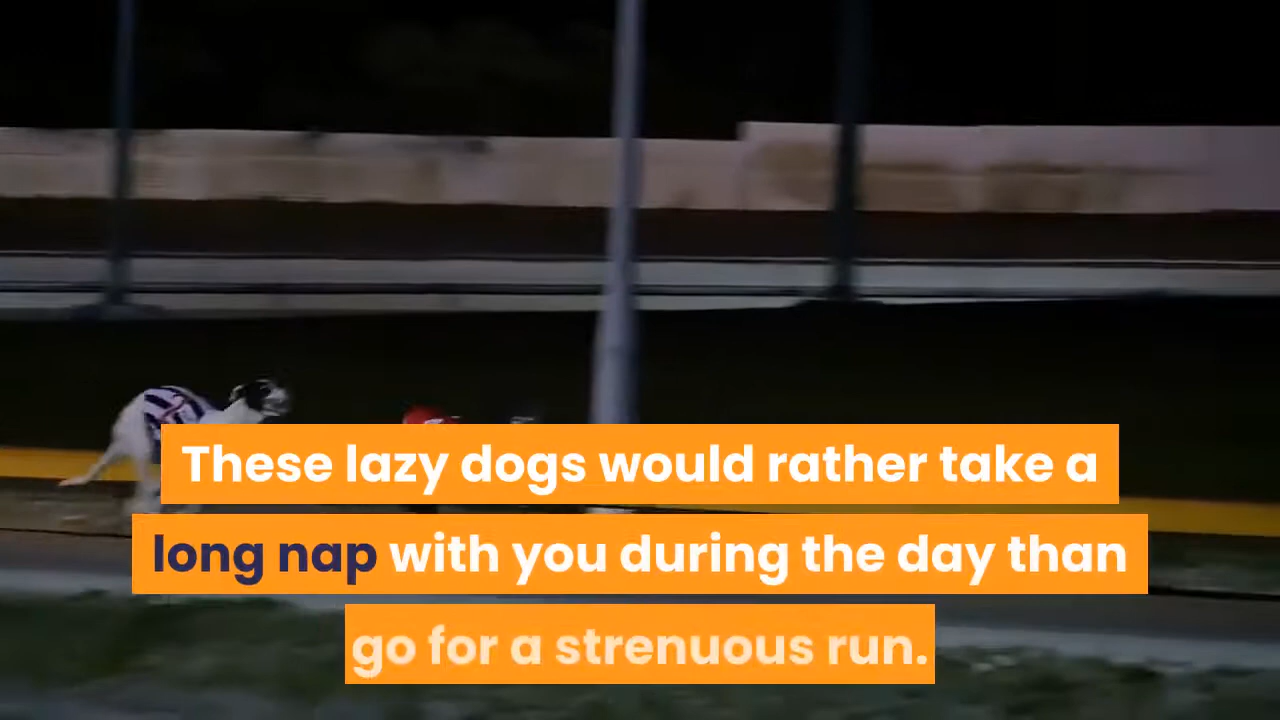 These lazy dogs would rather take a
long nap with you during the day than
go for a strenuous run.